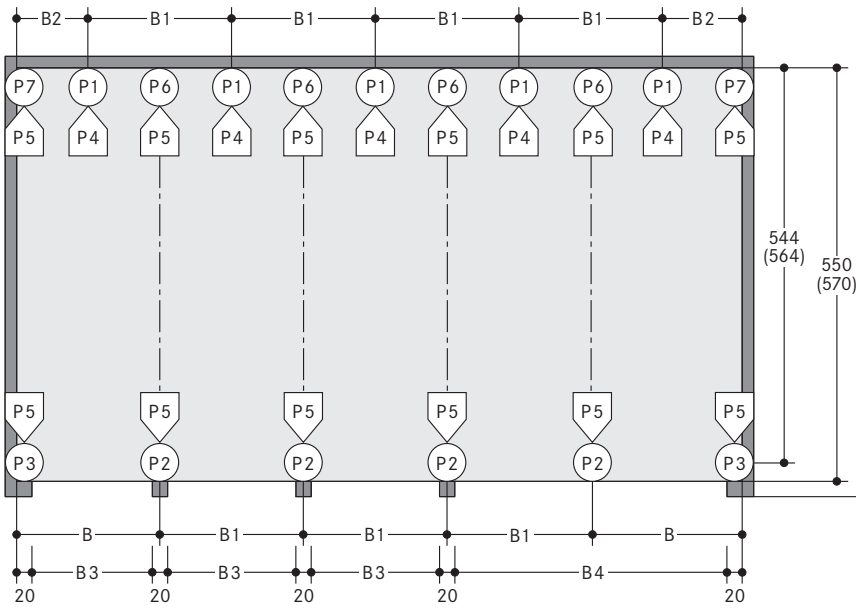 B2 B1 B1 B1 B1 B2
P7 P1 P6 P1 P6 P1 P6 P1 P6 P1 P7
P5 P4 P5 P4 P5 P4 P5 P4 P5 P4 P5
544
(564)
550
(570)
P5 P5 P5 P5 P5 P5
P3 P2 P2 P2 P2 P3
B B1 B1 B1 B
B3 B3 B3 B4
20 20 20 20 20